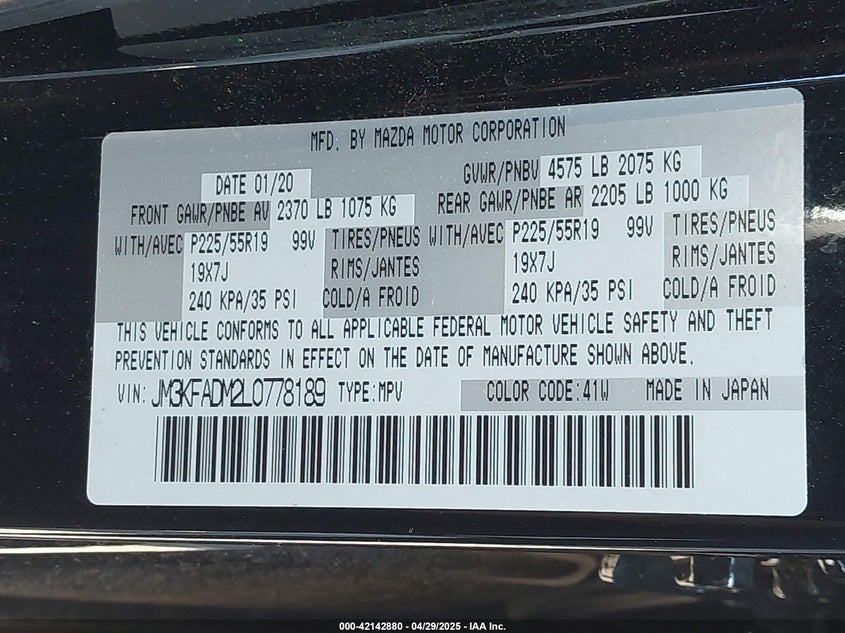 MFD. BY MAZDA MOTOR CORPORATION
DATE 01/20 GVWR/PNBV 4575 LB 2075 KG
FRONT GAWR/PNBE AV 2370 LB 1075 KG REAR GAWR/PNBE AR 2205 LB 1000 KG
WITH/AVEC P225/55R19 99V TIRES/PNEUS WITH/AVEC P225/55R19 99V TIRES/PNEUS
19X7J RIMS/JANTES 19X7J RIMS/JANTES
240 KPA/35 PSI COLD/A FROID 240 KPA/35 PSI COLD/A FROID
THIS VEHICLE CONFORMS TO ALL APPLICABLE FEDERAL MOTOR VEHICLE SAFETY AND THEFT
PREVENTION STANDARDS IN EFFECT ON THE DATE OF MANUFACTURE SHOWN ABOVE.
VIN: JM3KFADM2L0778189 TYPE:MPV COLOR CODE:41W MADE IN JAPAN
000-42142880 - 04/29/2025 - IAA Inc.